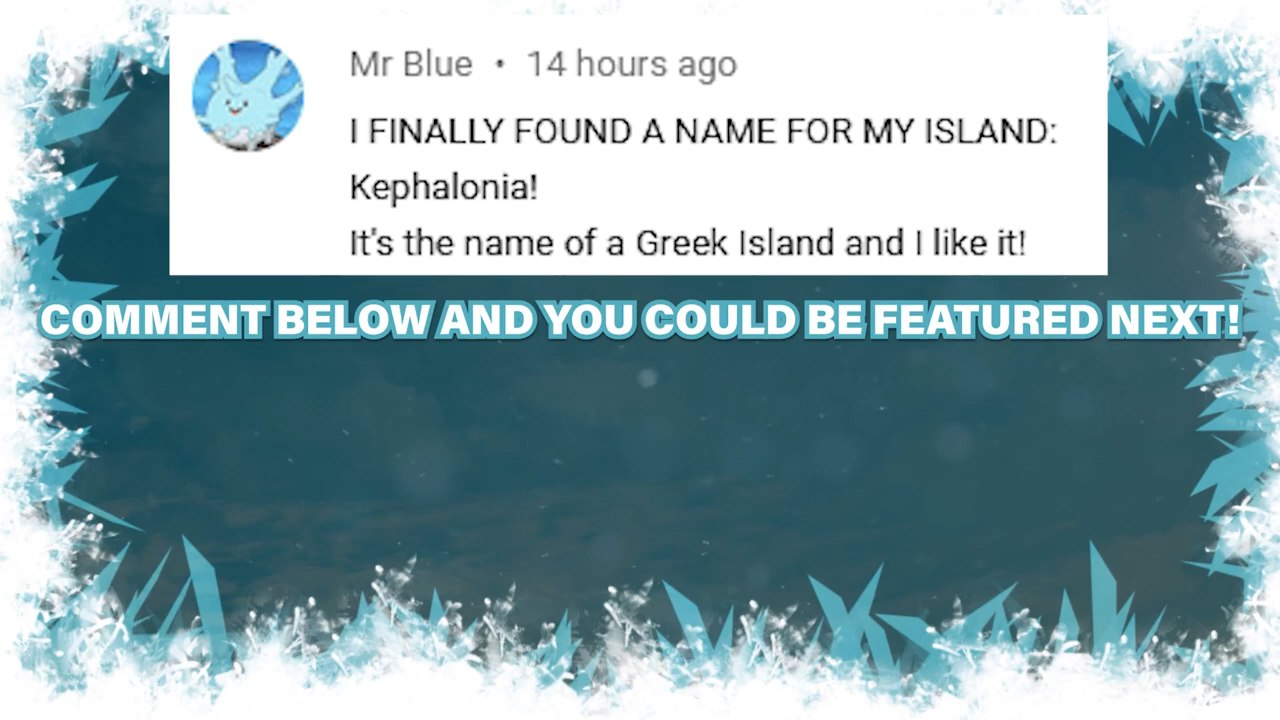 Mr Blue • 14 hours ago
I FINALLY FOUND A NAME FOR MY ISLAND:
Kephalonia!
It's the name of a Greek Island and I like it!
COMMENT BELOW AND YOU COULD BE FEATURED NEXT!